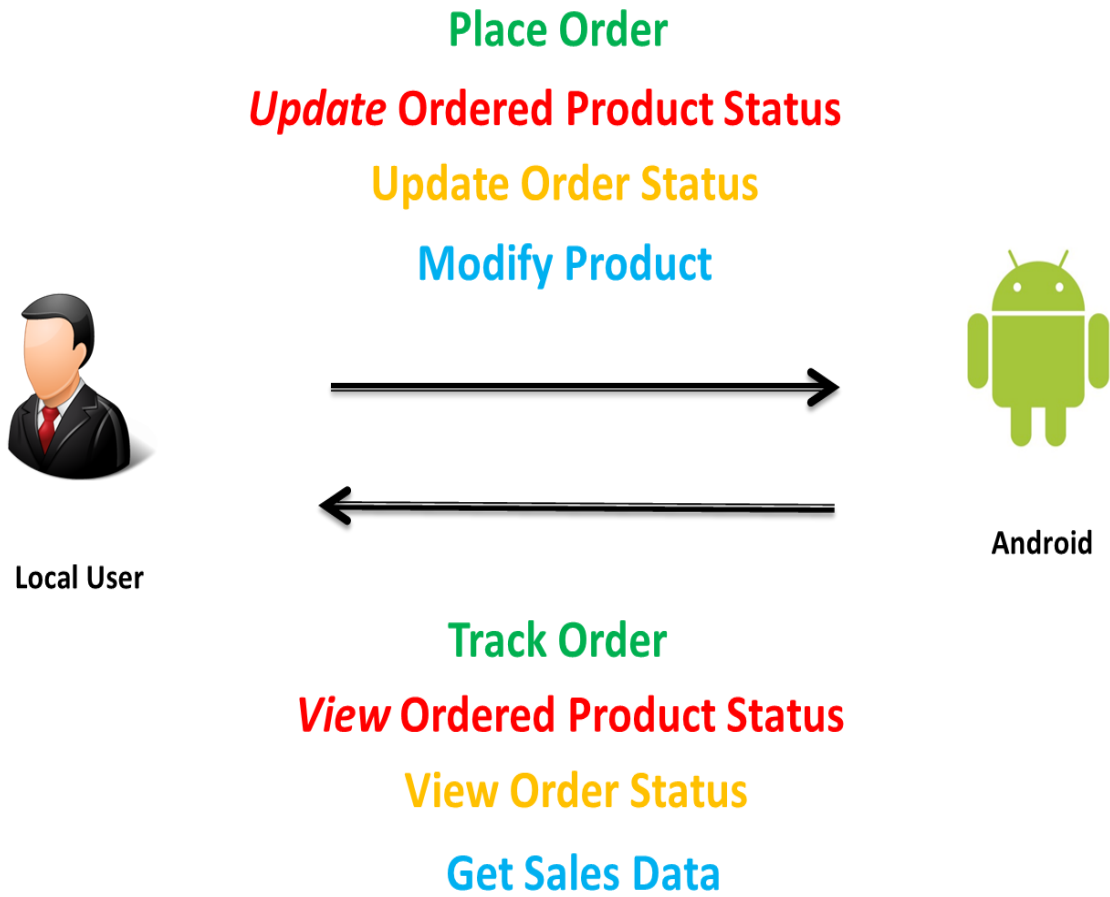 Place Order
Update Ordered Product Status
Update Order Status
Modify Product
Android
Local User
Track Order
View Ordered Product Status
View Order Status
Get Sales Data